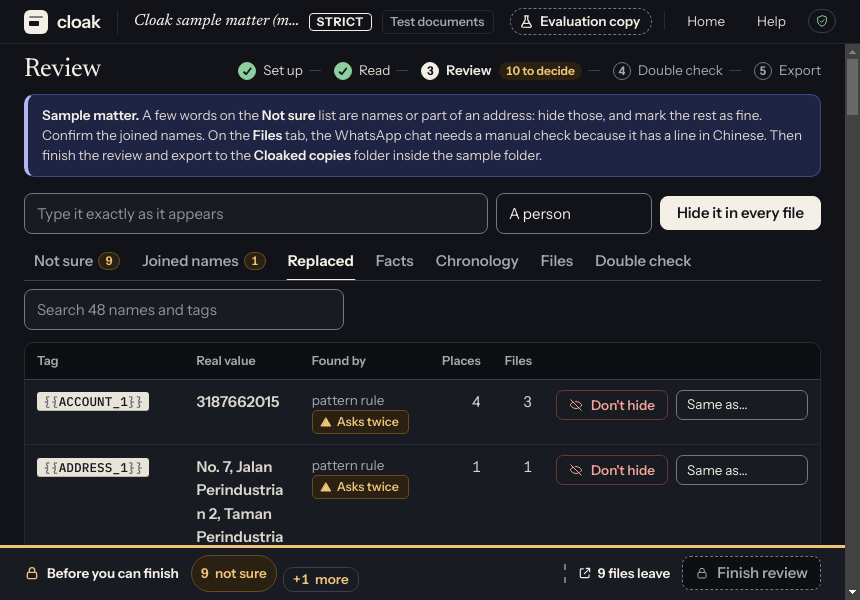 cloak
Cloak sample matter (m...
STRICT
Test documents
Evaluation copy
Home
Help
Review
Set up
Read
3 Review 10 to decide
4 Double check
5 Export
Sample matter. A few words on the Not sure list are names or part of an address: hide those, and mark the rest as fine.
Confirm the joined names. On the Files tab, the WhatsApp chat needs a manual check because it has a line in Chinese. Then
finish the review and export to the Cloaked copies folder inside the sample folder.
Type it exactly as it appears
A person
Hide it in every file
Not sure 9
Joined names 1
Replaced
Facts
Chronology
Files
Double check
Search 48 names and tags
Tag Real value Found by Places Files
{{ACCOUNT_1}} 3187662015 pattern rule 4 3 Don't hide Same as...
Asks twice
{{ADDRESS_1}} No. 7, Jalan pattern rule 1 1 Don't hide Same as...
Perindustria Asks twice
n 2, Taman
Perindustria
Before you can finish
9 not sure
+1 more
9 files leave
Finish review